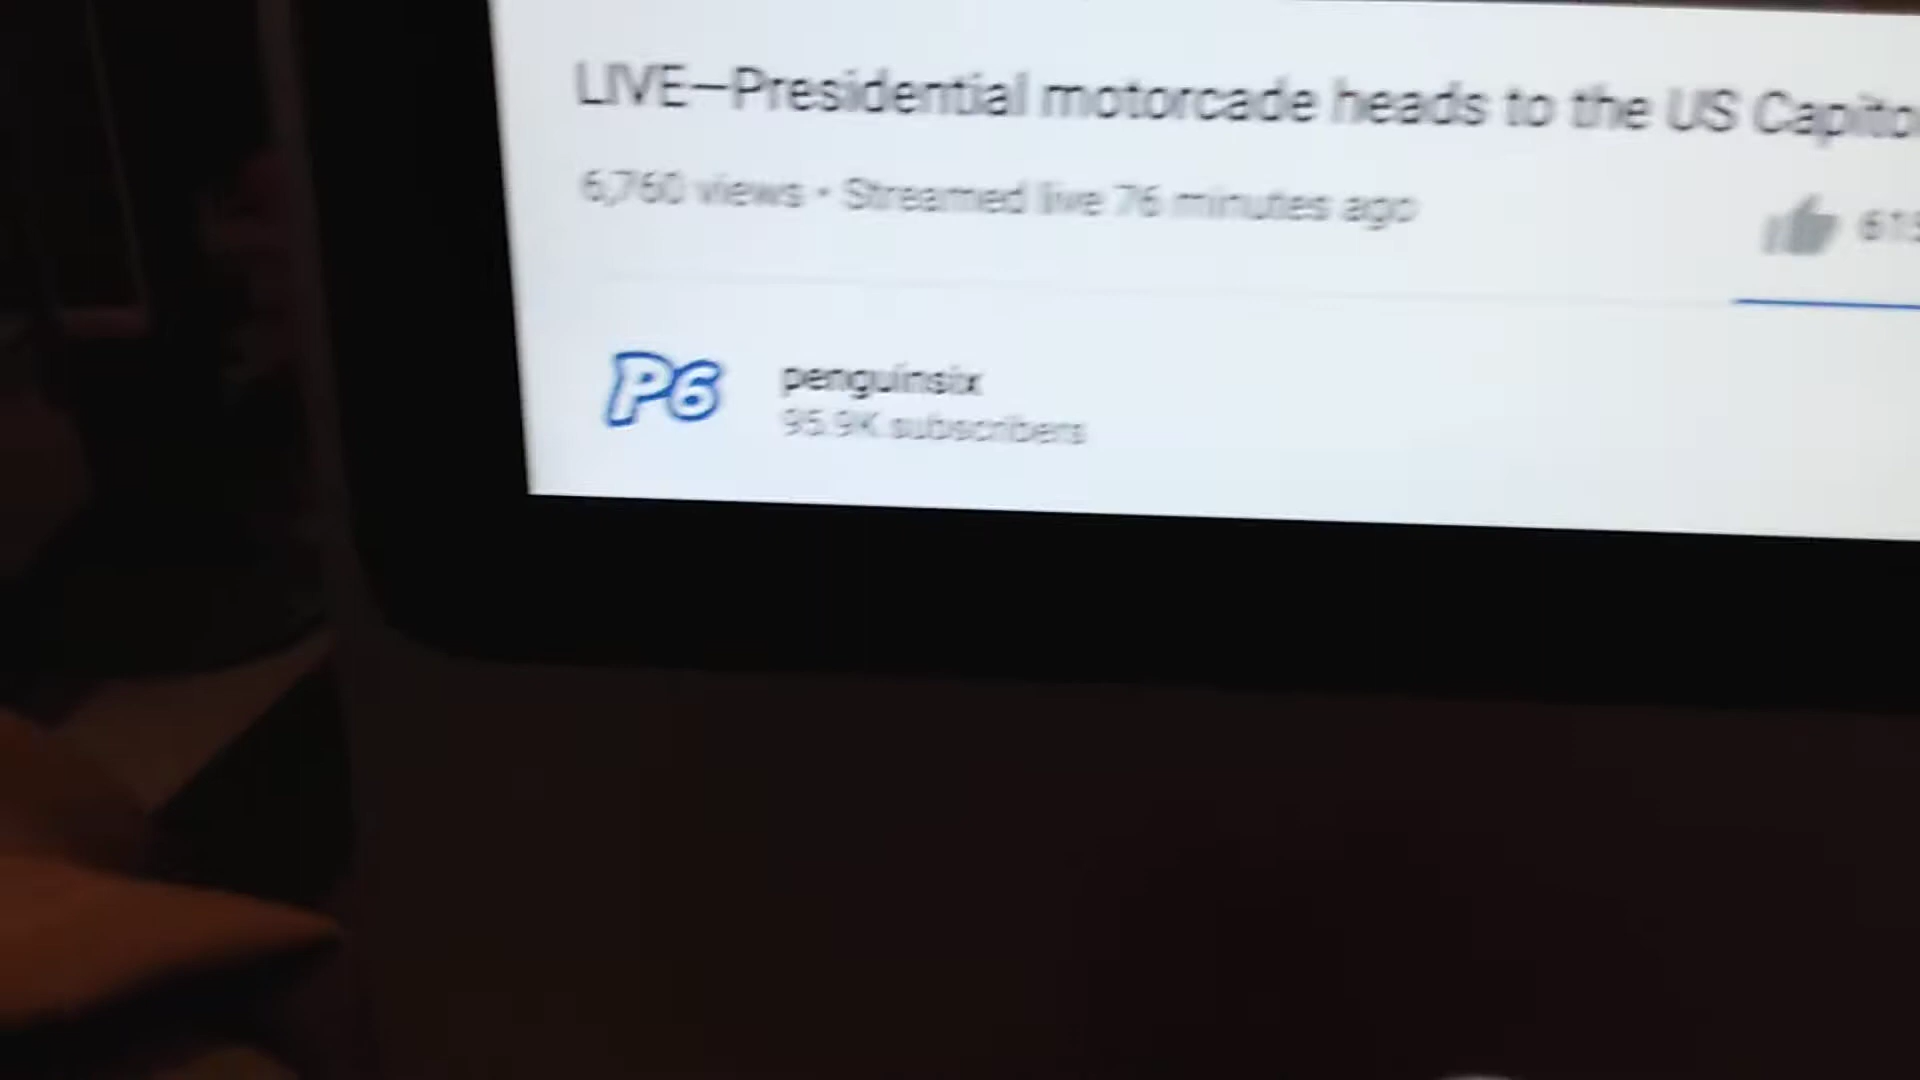 LIVE—Presidential motorcade heads to the US Capito
6,760 views • Streamed live 76 minutes ago
P6
penguinsix
95.9K subscribers